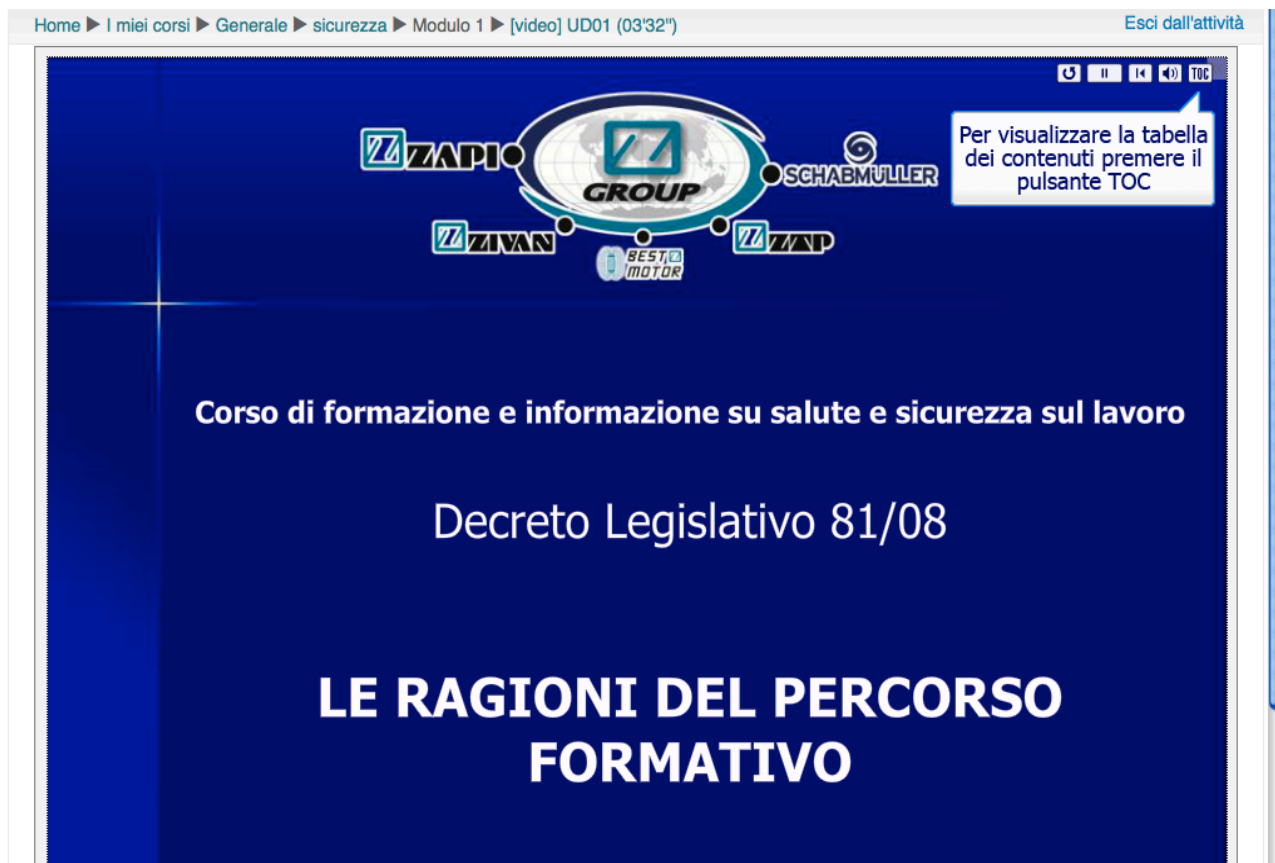 Home ▶ I miei corsi ▶ Generale ▶ sicurezza ▶ Modulo 1 ▶ [video] UD01 (03'32")
Esci dall'attività
TOC
Per visualizzare la tabella
dei contenuti premere il
pulsante TOC
ZAPI
GROUP
SCHABMÜLLER
ZIVAN
BEST
MOTOR
ZTP
Corso di formazione e informazione su salute e sicurezza sul lavoro
Decreto Legislativo 81/08
LE RAGIONI DEL PERCORSO
FORMATIVO